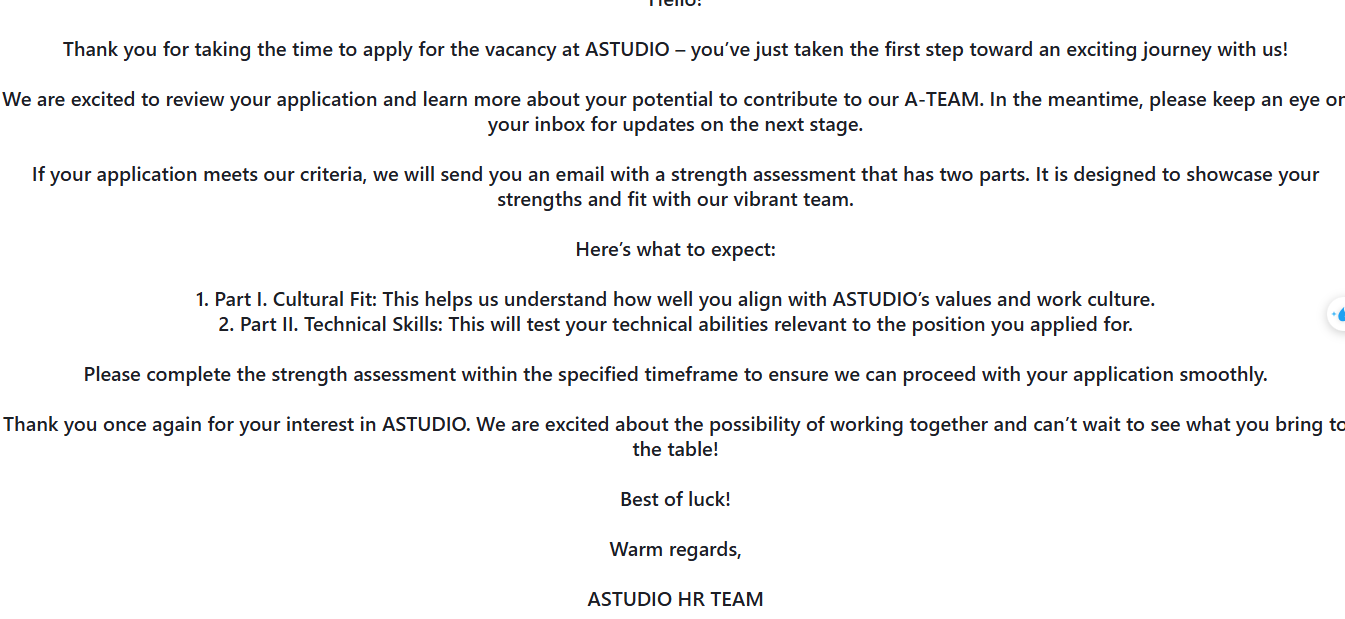 Hello!
Thank you for taking the time to apply for the vacancy at ASTUDIO – you’ve just taken the first step toward an exciting journey with us!
We are excited to review your application and learn more about your potential to contribute to our A-TEAM. In the meantime, please keep an eye on
your inbox for updates on the next stage.
If your application meets our criteria, we will send you an email with a strength assessment that has two parts. It is designed to showcase your
strengths and fit with our vibrant team.
Here’s what to expect:
1. Part I. Cultural Fit: This helps us understand how well you align with ASTUDIO’s values and work culture.
2. Part II. Technical Skills: This will test your technical abilities relevant to the position you applied for.
Please complete the strength assessment within the specified timeframe to ensure we can proceed with your application smoothly.
Thank you once again for your interest in ASTUDIO. We are excited about the possibility of working together and can’t wait to see what you bring to
the table!
Best of luck!
Warm regards,
ASTUDIO HR TEAM